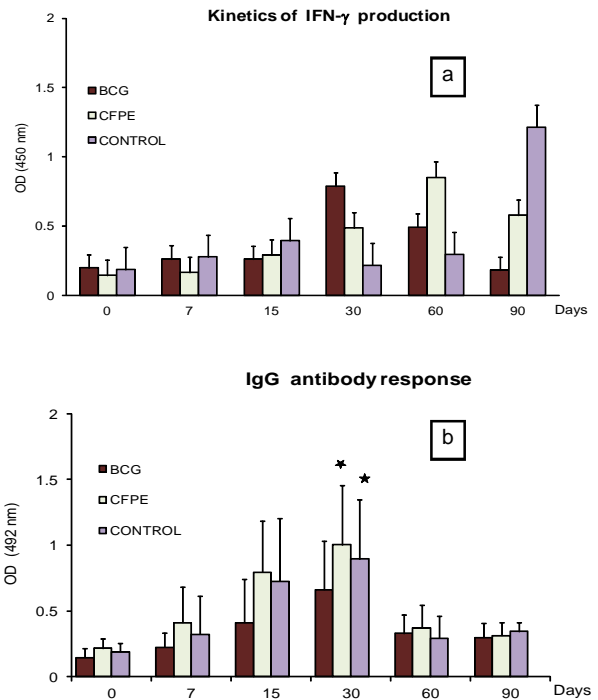 Kinetics of IFN-γ production
2
a
1.5
BCG
CFPE
CONTROL
OD (450 nm)
1
0.5
0
0 7 15 30 60 90 Days
IgG antibody response
2
b
1.5
BCG
CFPE
CONTROL
OD (492 nm)
1
0.5
0
0 7 15 30 60 90 Days